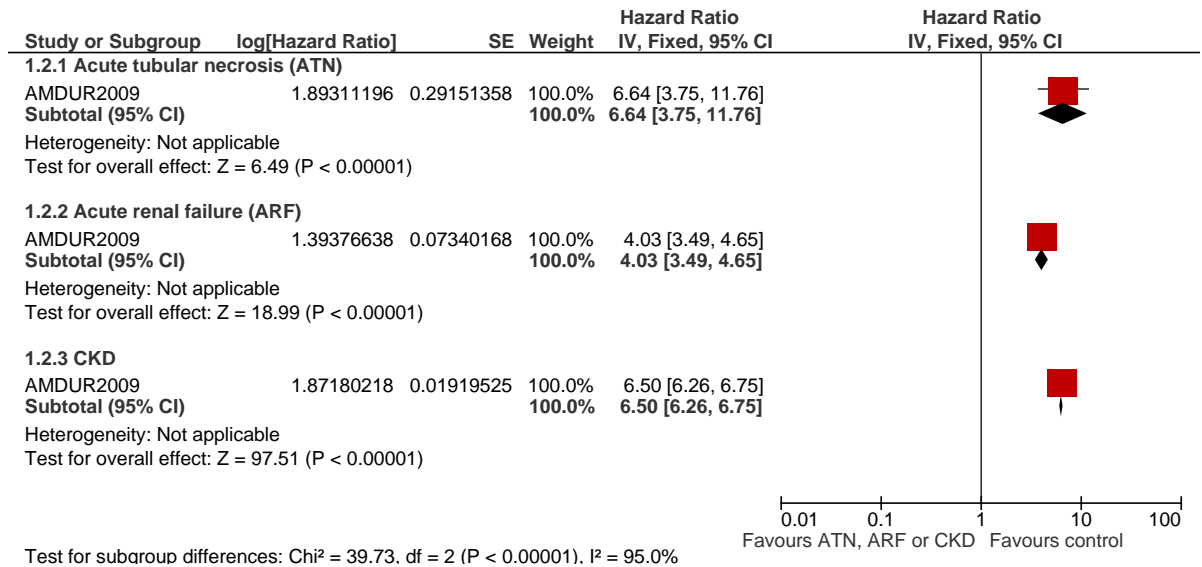 Hazard Ratio Hazard Ratio
Study or Subgroup log[Hazard Ratio] SE Weight IV, Fixed, 95% CI IV, Fixed, 95% CI
1.2.1 Acute tubular necrosis (ATN)
AMDUR2009 1.89311196 0.29151358 100.0% 6.64 [3.75, 11.76]
Subtotal (95% CI) 100.0% 6.64 [3.75, 11.76]
Heterogeneity: Not applicable
Test for overall effect: Z = 6.49 (P < 0.00001)
1.2.2 Acute renal failure (ARF)
AMDUR2009 1.39376638 0.07340168 100.0% 4.03 [3.49, 4.65]
Subtotal (95% CI) 100.0% 4.03 [3.49, 4.65]
Heterogeneity: Not applicable
Test for overall effect: Z = 18.99 (P < 0.00001)
1.2.3 CKD
AMDUR2009 1.87180218 0.01919525 100.0% 6.50 [6.26, 6.75]
Subtotal (95% CI) 100.0% 6.50 [6.26, 6.75]
Heterogeneity: Not applicable
Test for overall effect: Z = 97.51 (P < 0.00001)
0.01 0.1 1 10 100
Favours ATN, ARF or CKD Favours control
Test for subgroup differences: Chi² = 39.73, df = 2 (P < 0.00001), I² = 95.0%